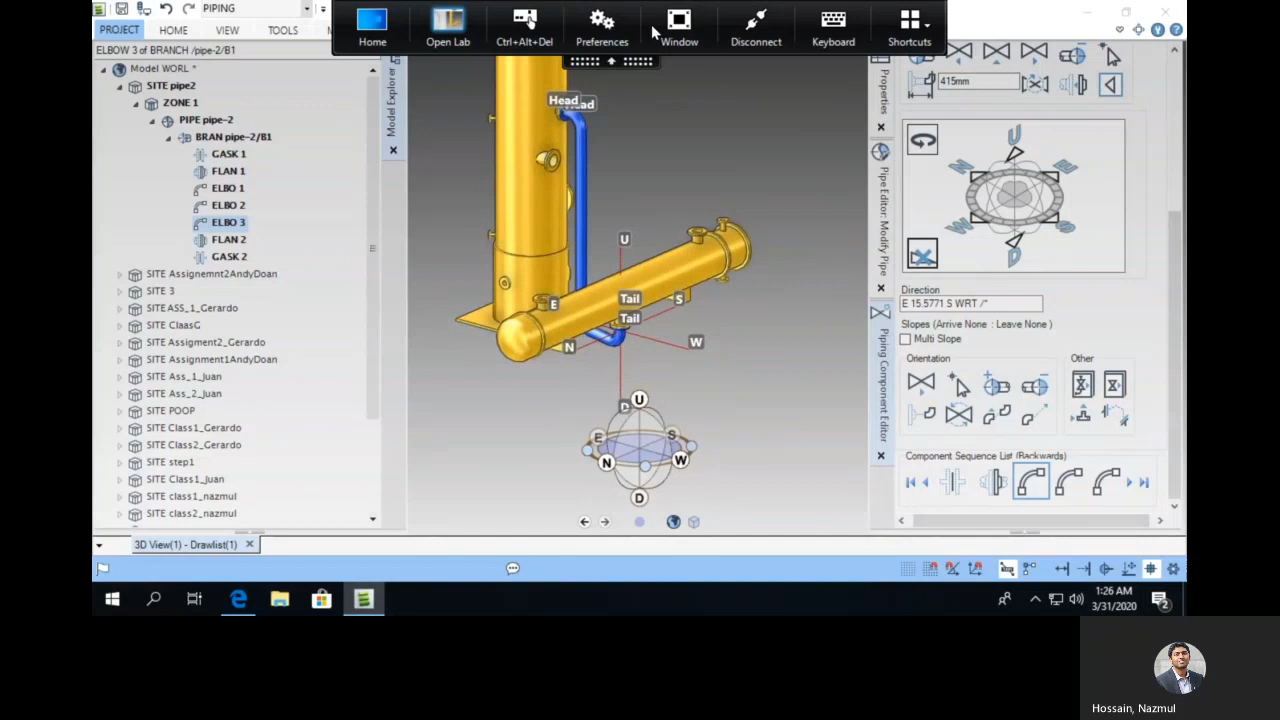 PIPING
Home
Open Lab
Ctrl+Alt+Del
Preferences
Window
Disconnect
Keyboard
Shortcuts
PROJECT
HOME
VIEW
TOOLS
ELBOW 3 of BRANCH /pipe-2/B1
Model WORL *
SITE pipe2
ZONE 1
PIPE pipe-2
BRAN pipe-2/B1
GASK 1
FLAN 1
ELBO 1
ELBO 2
ELBO 3
FLAN 2
GASK 2
SITE Assignemnt2AndyDoan
SITE 3
SITE ASS_1_Gerardo
SITE ClaasG
SITE Assigment2_Gerardo
SITE Assignment1AndyDoan
SITE Ass_1_Juan
SITE Ass_2_Juan
SITE POOP
SITE Class1_Gerardo
SITE Class2_Gerardo
SITE step1
SITE Class1_Juan
SITE class1_nazmul
SITE class2_nazmul
Model Explorer
Head
ead
U
E
Tail
S
Tail
N
W
D
U
E
S
N
W
D
Properties
Pipe Editor: Modify Pipe
Piping Component Editor
415mm
U
N
E
W
D
Direction
E 15.5771 S WRT /*
Slopes (Arrive None : Leave None )
Multi Slope
Orientation
Other
Component Sequence List (Backwards)
3D View(1) - Drawlist(1)
1:26 AM
3/31/2020
2
Hossain, Nazmul